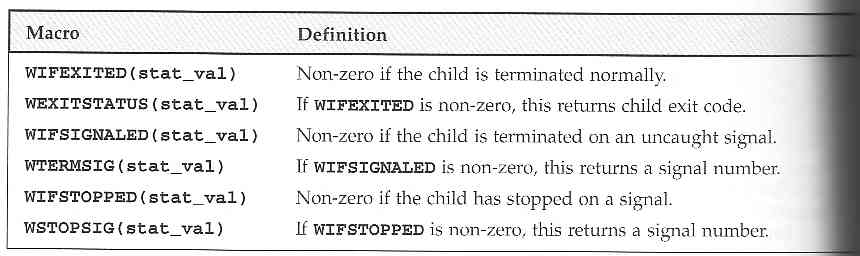 Macro Definition
WIFEXITED(stat_val) Non-zero if the child is terminated normally.
WEXITSTATUS(stat_val) If WIFEXITED is non-zero, this returns child exit code.
WIFSIGNALED(stat_val) Non-zero if the child is terminated on an uncaught signal.
WTERMSIG(stat_val) If WIFSIGNALED is non-zero, this returns a signal number.
WIFSTOPPED(stat_val) Non-zero if the child has stopped on a signal.
WSTOPSIG(stat_val) If WIFSTOPPED is non-zero, this returns a signal number.